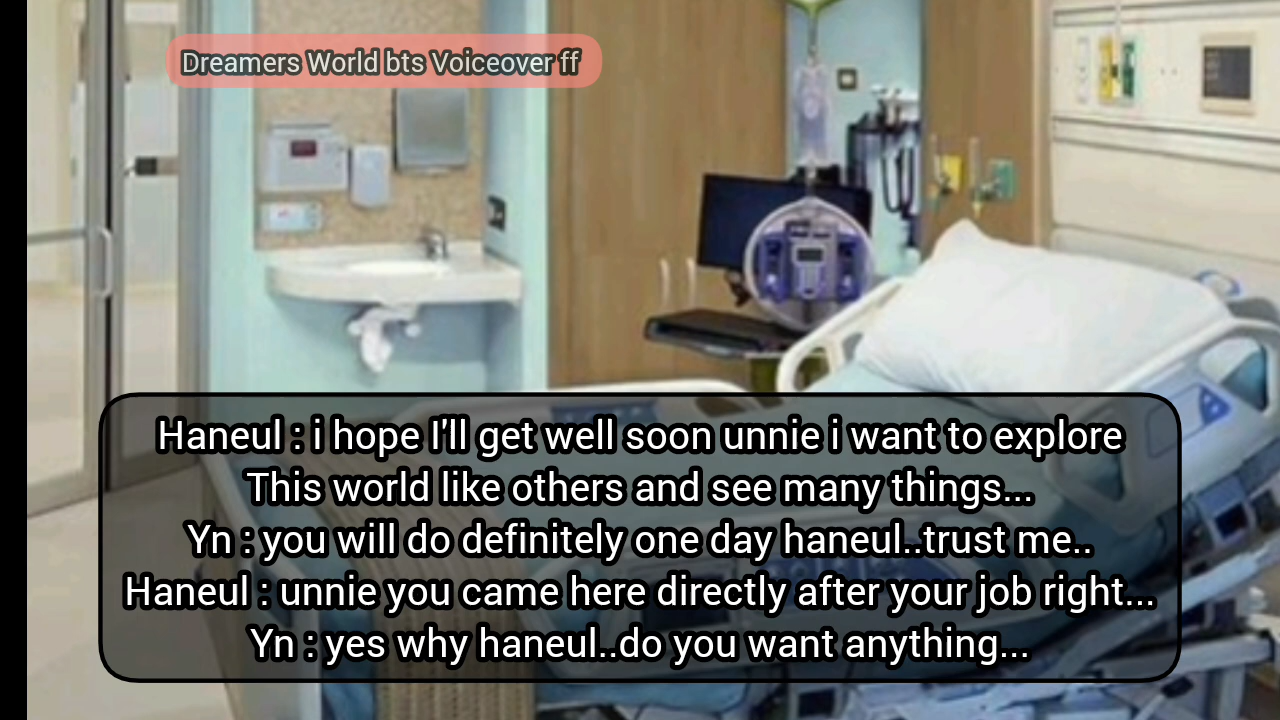 Dreamers World bts Voiceover ff
Haneul : i hope I'll get well soon unnie i want to explore
This world like others and see many things...
Yn : you will do definitely one day haneul..trust me..
Haneul : unnie you came here directly after your job right...
Yn : yes why haneul..do you want anything...